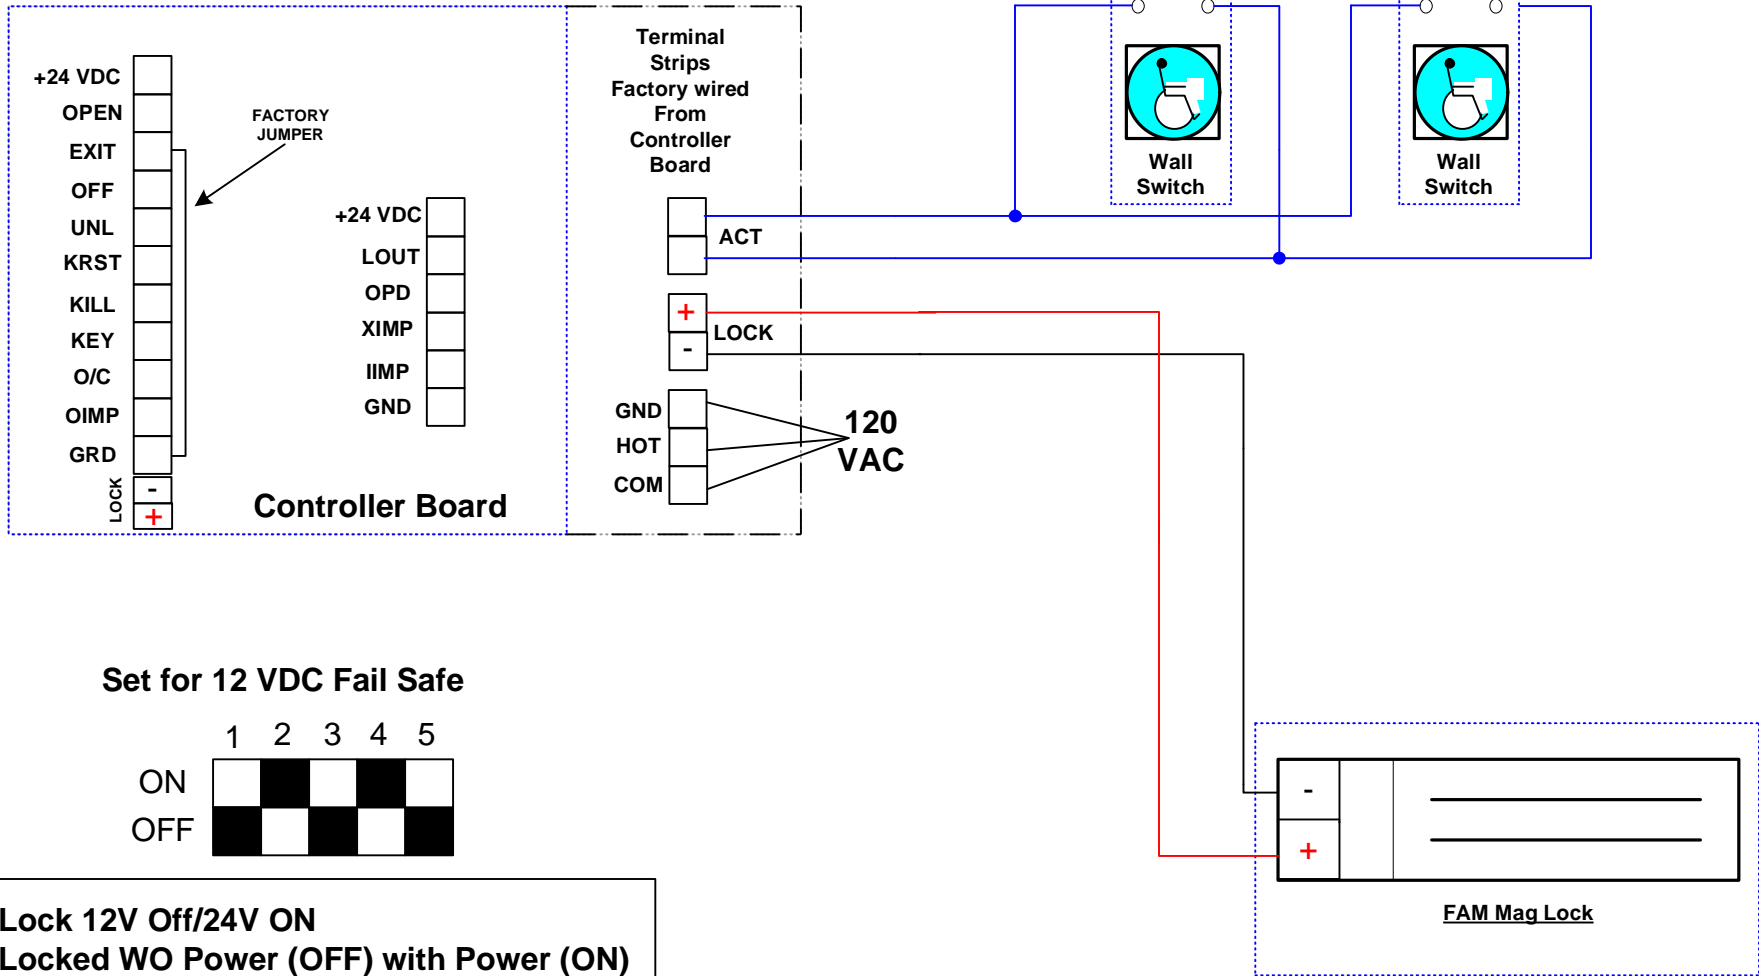 +24 VDC
OPEN
EXIT
OFF
UNL
KRST
KILL
KEY
O/C
OIMP
GRD
LOCK
-
+
FACTORY
JUMPER
+24 VDC
LOUT
OPD
XIMP
IIMP
GND
Controller Board
Terminal
Strips
Factory wired
From
Controller
Board
ACT
+
-
LOCK
GND
HOT
COM
120
VAC
Wall
Switch
Wall
Switch
Set for 12 VDC Fail Safe
1 2 3 4 5
ON
OFF
Lock 12V Off/24V ON
Locked WO Power (OFF) with Power (ON)
-
+
FAM Mag Lock